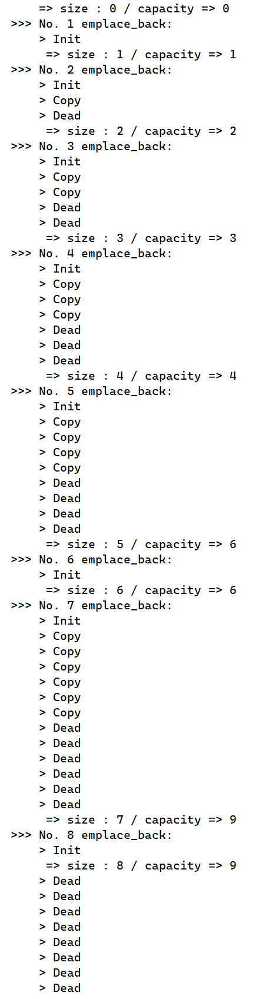 => size : 0 / capacity => 0
>>> No. 1 emplace_back:
> Init
=> size : 1 / capacity => 1
>>> No. 2 emplace_back:
> Init
> Copy
> Dead
=> size : 2 / capacity => 2
>>> No. 3 emplace_back:
> Init
> Copy
> Copy
> Dead
> Dead
=> size : 3 / capacity => 3
>>> No. 4 emplace_back:
> Init
> Copy
> Copy
> Copy
> Dead
> Dead
> Dead
=> size : 4 / capacity => 4
>>> No. 5 emplace_back:
> Init
> Copy
> Copy
> Copy
> Copy
> Dead
> Dead
> Dead
> Dead
=> size : 5 / capacity => 6
>>> No. 6 emplace_back:
> Init
=> size : 6 / capacity => 6
>>> No. 7 emplace_back:
> Init
> Copy
> Copy
> Copy
> Copy
> Copy
> Copy
> Dead
> Dead
> Dead
> Dead
> Dead
> Dead
=> size : 7 / capacity => 9
>>> No. 8 emplace_back:
> Init
=> size : 8 / capacity => 9
> Dead
> Dead
> Dead
> Dead
> Dead
> Dead
> Dead
> Dead